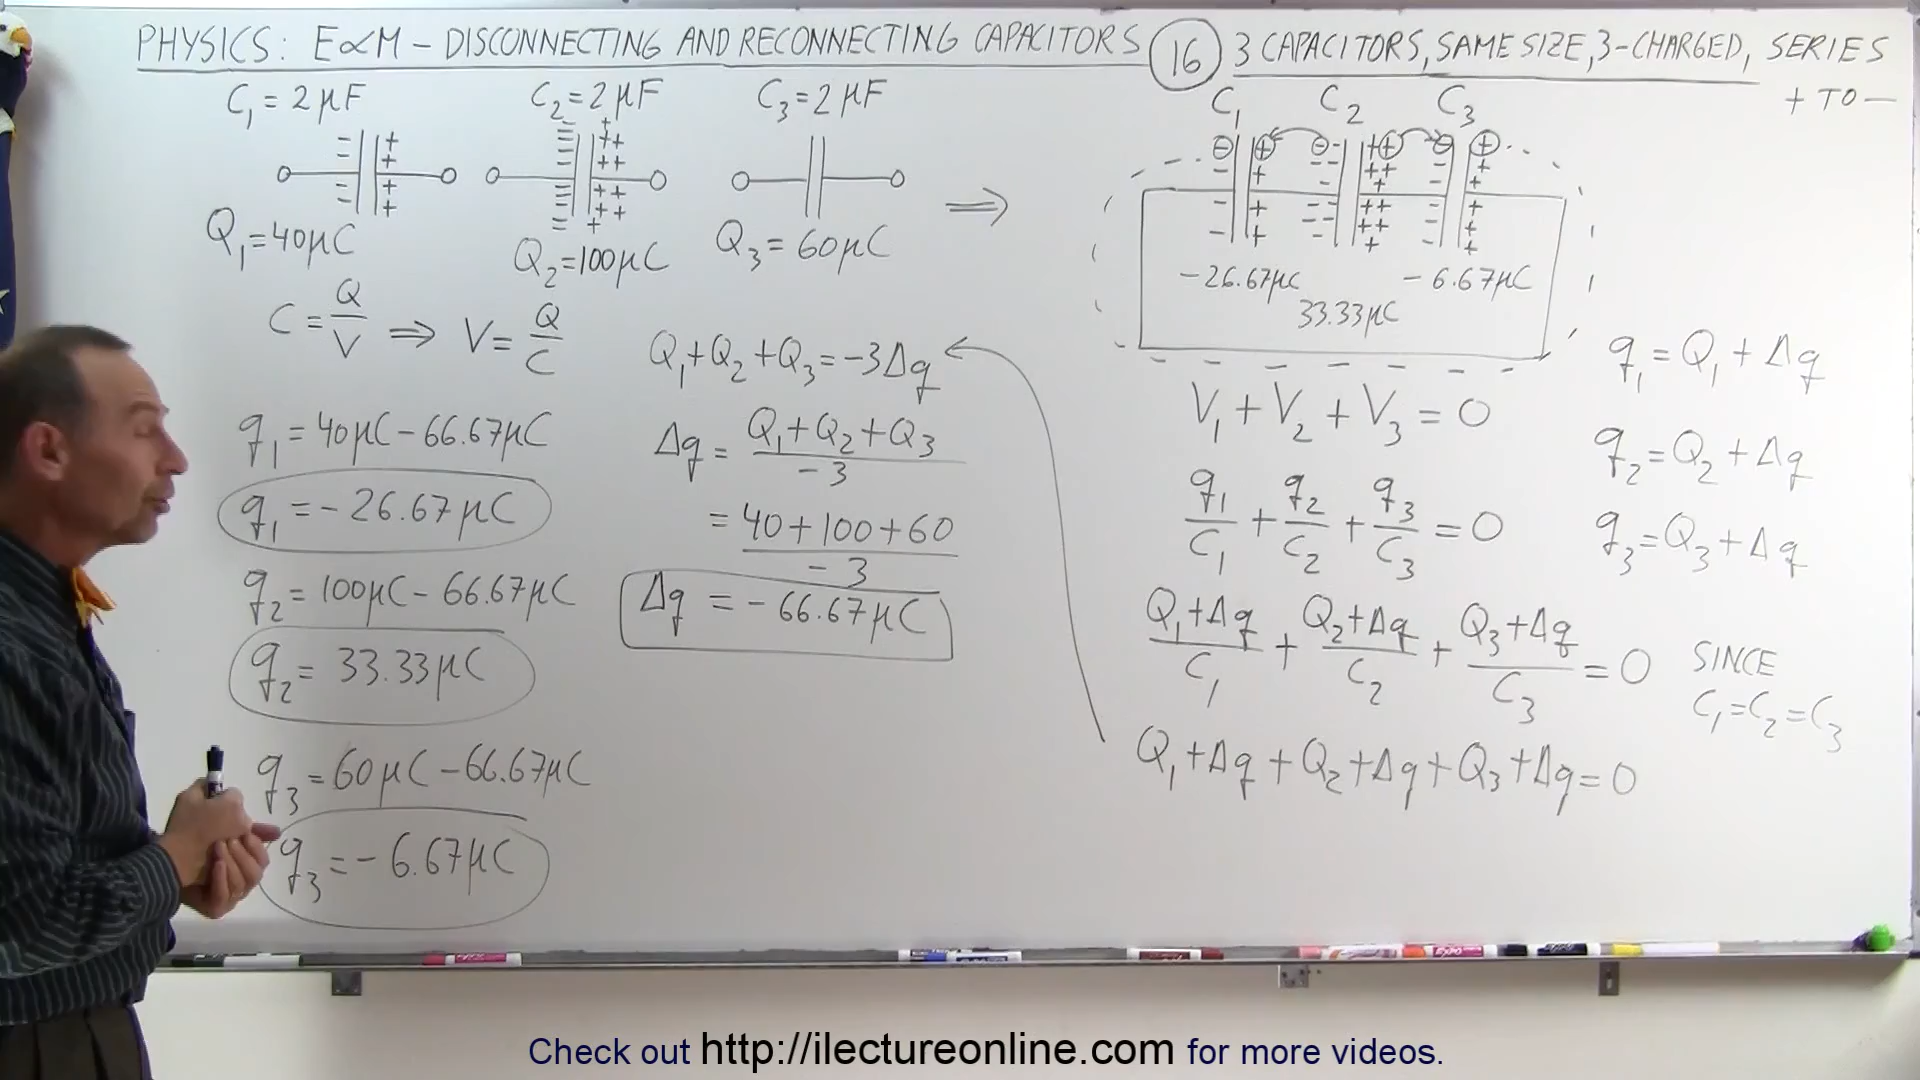 PHYSICS: E∝M - DISCONNECTING AND RECONNECTING CAPACITORS 16 3 CAPACITORS, SAME SIZE, 3-CHARGED, SERIES
+ TO -
C₁ = 2μF
C₂ = 2μF
C₃ = 2μF
Q₁ = 40μC
Q₂ = 100μC
Q₃ = 60μC
⇒
C = Q/V ⇒ V = Q/C
q₁ = 40μC - 66.67μC
q₁ = -26.67μC
q₂ = 100μC - 66.67μC
q₂ = 33.33μC
q₃ = 60μC - 66.67μC
q₃ = -6.67μC
Q₁ + Q₂ + Q₃ = -3Δq
Δq = (Q₁ + Q₂ + Q₃)/-3
= (40 + 100 + 60)/-3
Δq = -66.67μC
C₁ C₂ C₃
-26.67μC
33.33μC
-6.67μC
V₁ + V₂ + V₃ = 0
q₁/C₁ + q₂/C₂ + q₃/C₃ = 0
(Q₁+Δq)/C₁ + (Q₂+Δq)/C₂ + (Q₃+Δq)/C₃ = 0
Q₁ + Δq + Q₂ + Δq + Q₃ + Δq = 0
q₁ = Q₁ + Δq
q₂ = Q₂ + Δq
q₃ = Q₃ + Δq
SINCE
C₁ = C₂ = C₃
Check out http://ilectureonline.com for more videos.